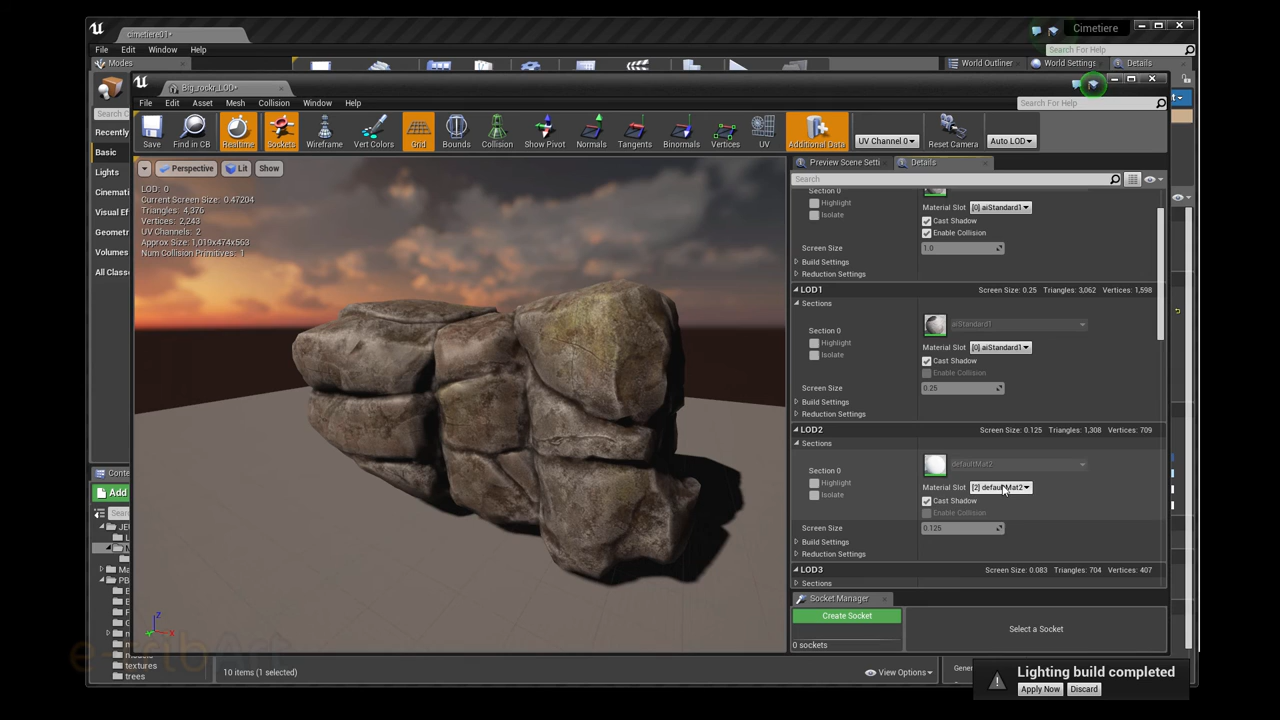 cimetiere01*
Cimetiere
File Edit Window Help
Search For Help
Modes
World Outliner World Settings Details
Big_rockr_LOD*
File Edit Asset Mesh Collision Window Help
Search For Help
Save Find in CB Realtime Sockets Wireframe Vert Colors Grid Bounds Collision Show Pivot Normals Tangents Binormals Vertices UV Additional Data UV Channel 0 Reset Camera Auto LOD
Recently
Basic
Lights
Cinemati
Visual Ef
Geometr
Volumes
All Classe
Perspective Lit Show
LOD: 0
Current Screen Size: 0.47204
Triangles: 4,376
Vertices: 2,243
UV Channels: 2
Approx Size: 1,019x474x563
Num Collision Primitives: 1
Preview Scene Setti Details
Search
Section 0
Highlight
Isolate
Material Slot [0] aiStandard1
Cast Shadow
Enable Collision
Screen Size 1.0
Build Settings
Reduction Settings
LOD1 Screen Size: 0.25 Triangles: 3,062 Vertices: 1,598
Sections
aiStandard1
Section 0
Highlight
Isolate
Material Slot [0] aiStandard1
Cast Shadow
Enable Collision
Screen Size 0.25
Build Settings
Reduction Settings
LOD2 Screen Size: 0.125 Triangles: 1,308 Vertices: 709
Sections
defaultMat2
Section 0
Highlight
Isolate
Material Slot [2] defaultMat2
Cast Shadow
Enable Collision
Screen Size 0.125
Build Settings
Reduction Settings
LOD3 Screen Size: 0.083 Triangles: 704 Vertices: 407
Sections
Socket Manager
Create Socket
0 sockets
Select a Socket
Conte
Add
Searc
JE
PB
textures
trees
10 items (1 selected)
View Options
Gener
Lighting build completed
Apply Now Discard
Z
X